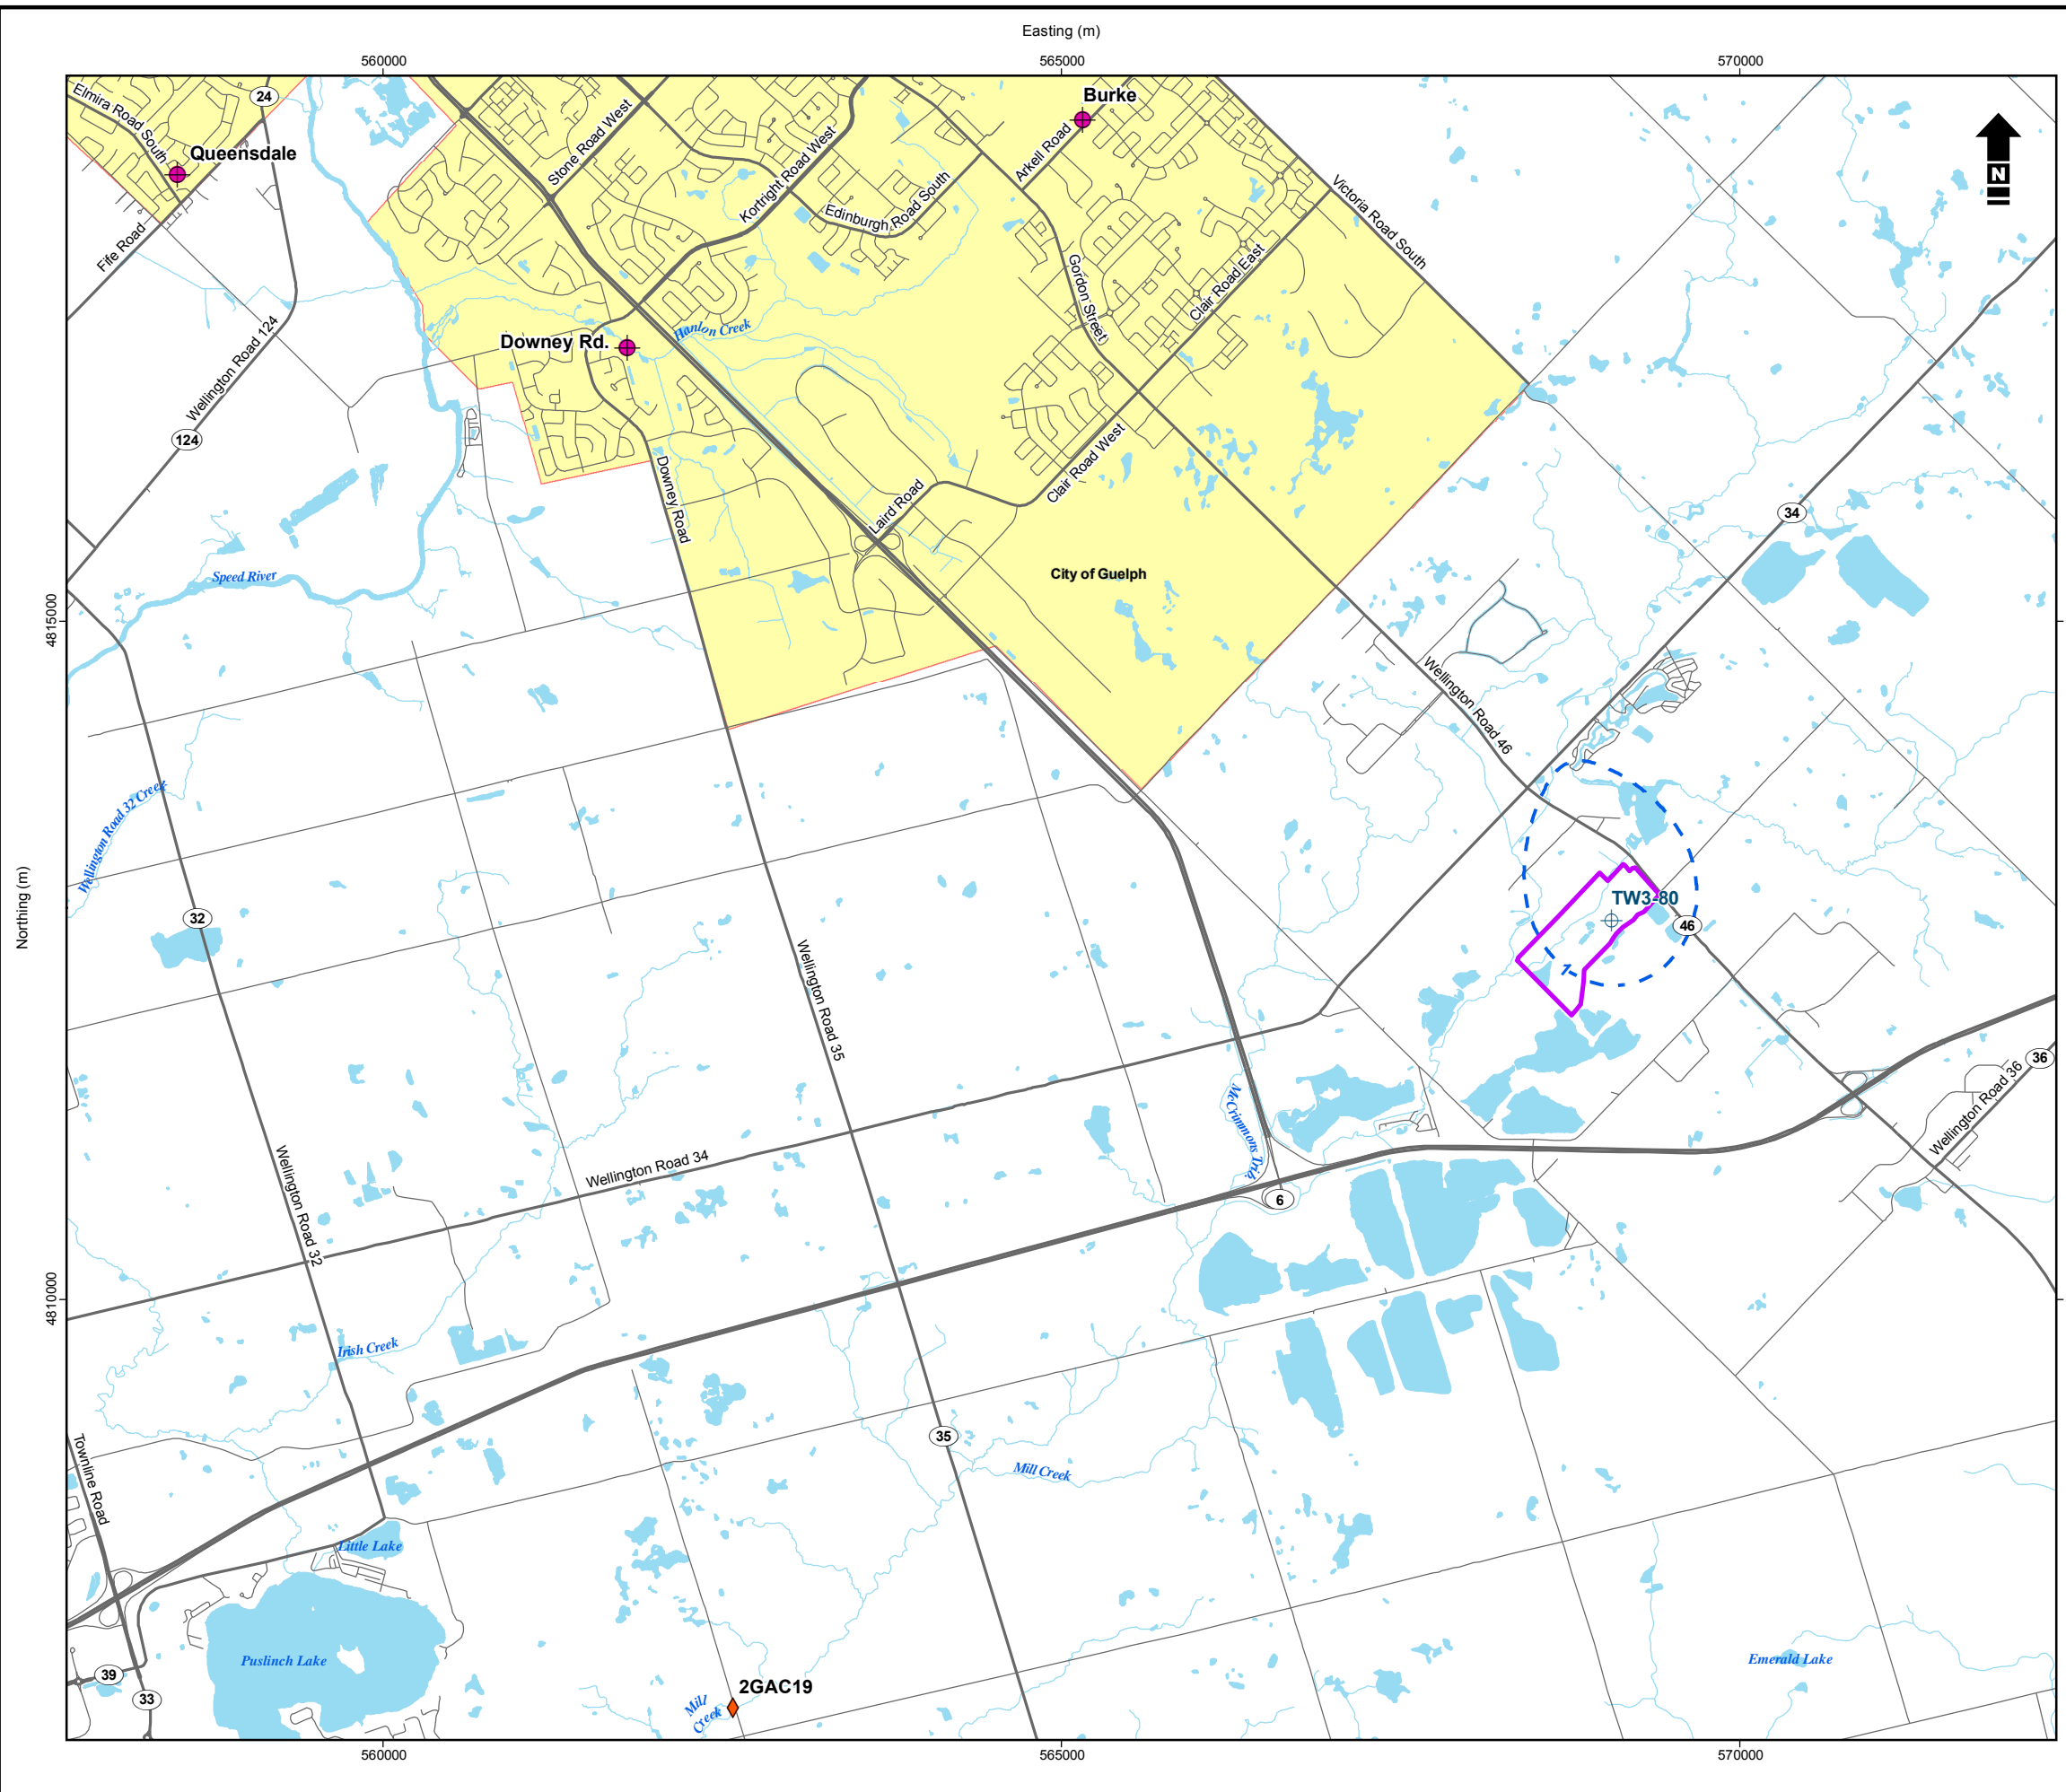 Easting (m)
560000
565000
570000
Burke
24
Elmira Road South
Queensdale
Stone Road West
Kortright Road West
Arkell Road
Edinburgh Road South
Victoria Road South
N
Fife Road
Gordon Street
Clair Road East
Hanlon Creek
Downey Rd.
Wellington Road 124
124
Downey Road
Clair Road West
Laird Road
34
City of Guelph
Speed River
4815000
Wellington Road 46
Wellington Road 32 Creek
Northing (m)
32
TW3-80
46
1
Wellington Road 35
36
Wellington Road 36
McCrimmons Trib.
Wellington Road 34
Wellington Road 32
6
4810000
Irish Creek
35
Mill Creek
Townline Road
Little Lake
Puslinch Lake
Emerald Lake
39
33
2GAC19
Mill
Creek
560000
565000
570000